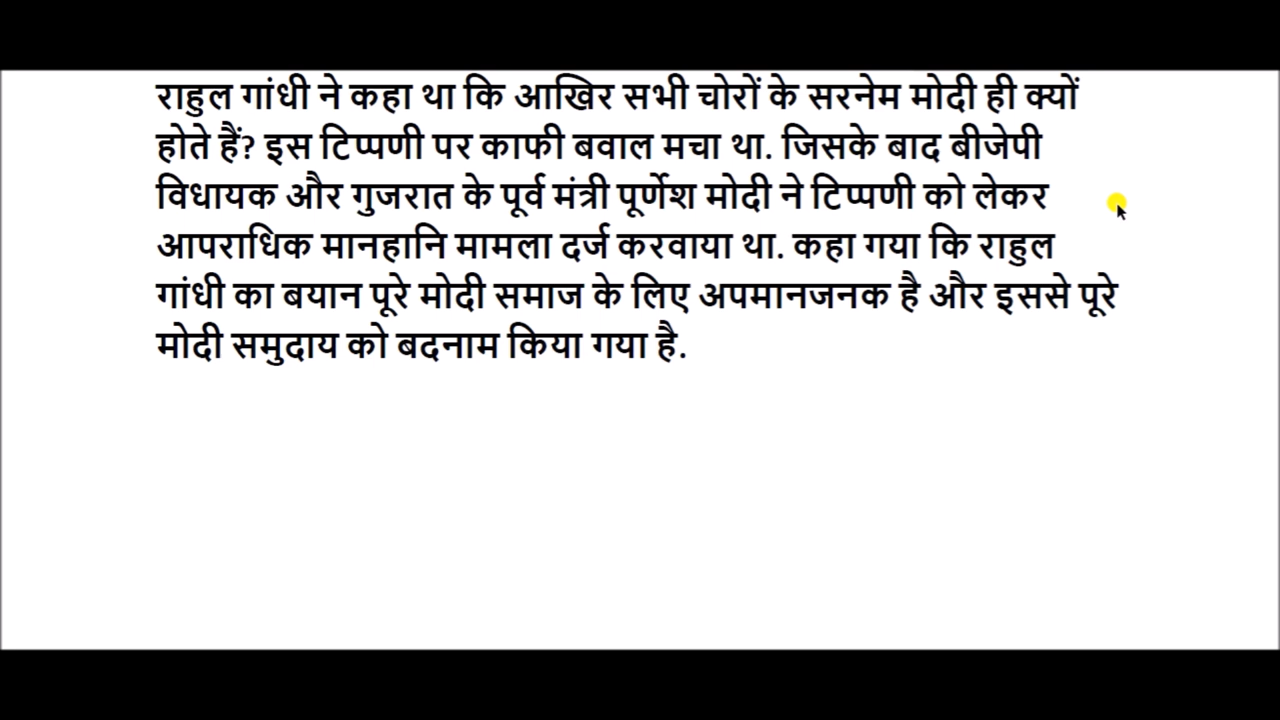 राहुल गांधी ने कहा था कि आखिर सभी चोरों के सरनेम मोदी ही क्यों
होते हैं? इस टिप्पणी पर काफी बवाल मचा था. जिसके बाद बीजेपी
विधायक और गुजरात के पूर्व मंत्री पूर्णेश मोदी ने टिप्पणी को लेकर
आपराधिक मानहानि मामला दर्ज करवाया था. कहा गया कि राहुल
गांधी का बयान पूरे मोदी समाज के लिए अपमानजनक है और इससे पूरे
मोदी समुदाय को बदनाम किया गया है.